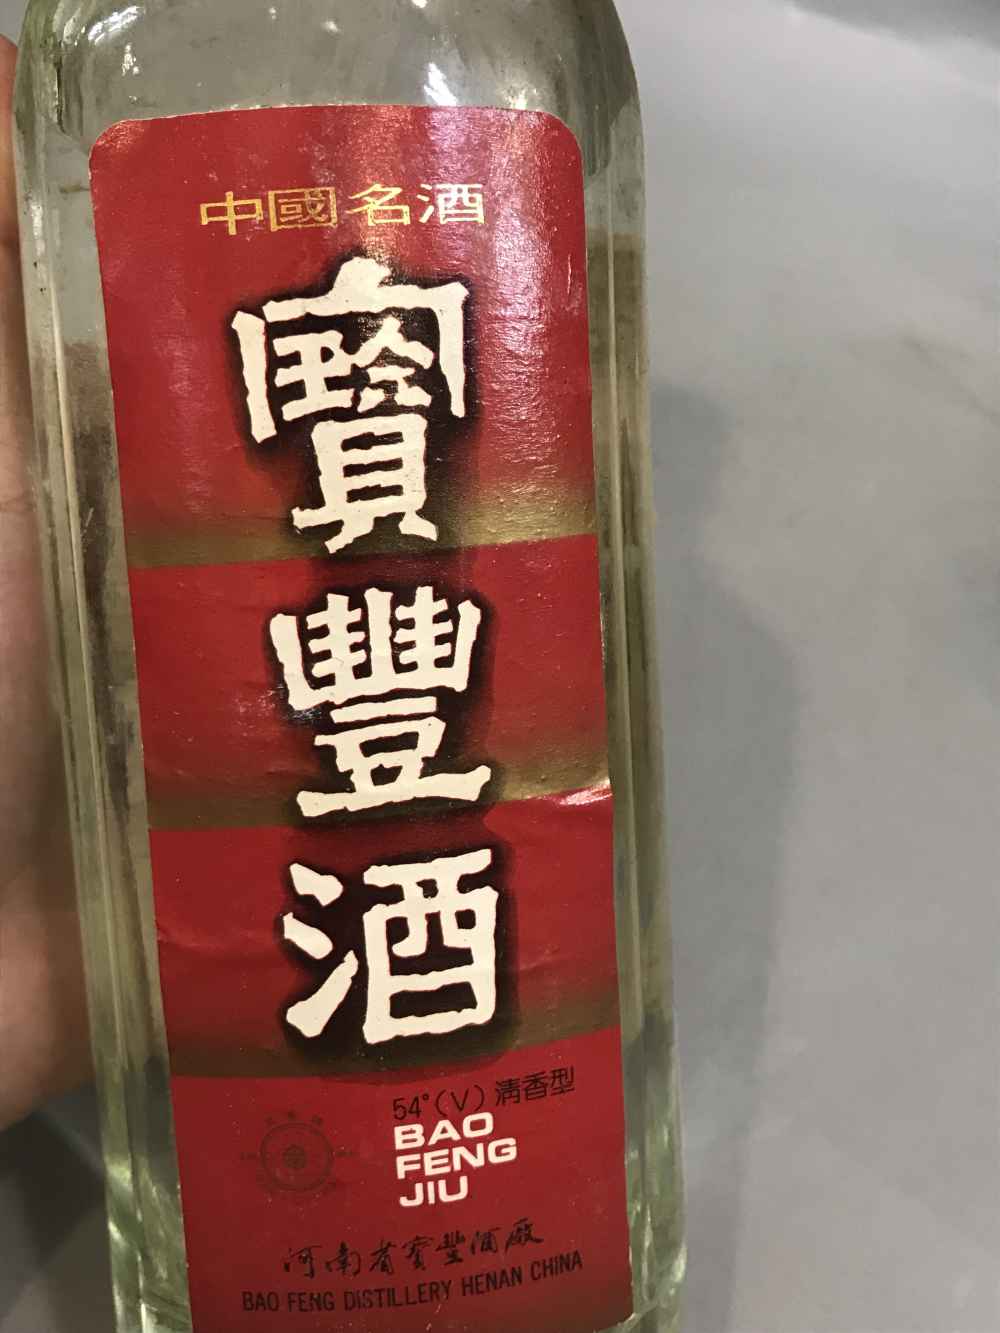 中國名酒
寶豐酒
54°(V)清香型
BAO
FENG
JIU
河南省寶豐酒廠
BAO FENG DISTILLERY HENAN CHINA